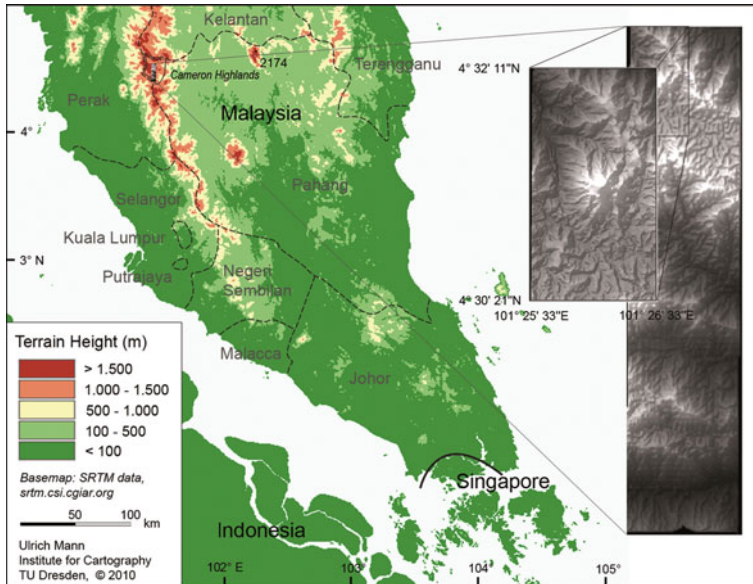 Kelantan
Cameron Highlands
2174
Terengganu
4° 32' 11"N
Perak
Malaysia
4°
Pahang
Selangor
Kuala Lumpur
3° N
Putrajaya
Negeri
Sembilan
4° 30' 21"N
101° 25' 33"E
101° 26' 33"E
Malacca
Johor
Terrain Height (m)
> 1.500
1.000 - 1.500
500 - 1.000
100 - 500
< 100
Basemap: SRTM data,
srtm.csi.cgiar.org
50
100
km
Ulrich Mann
Institute for Cartography
TU Dresden, © 2010
Singapore
Indonesia
102° E
103
104
105°